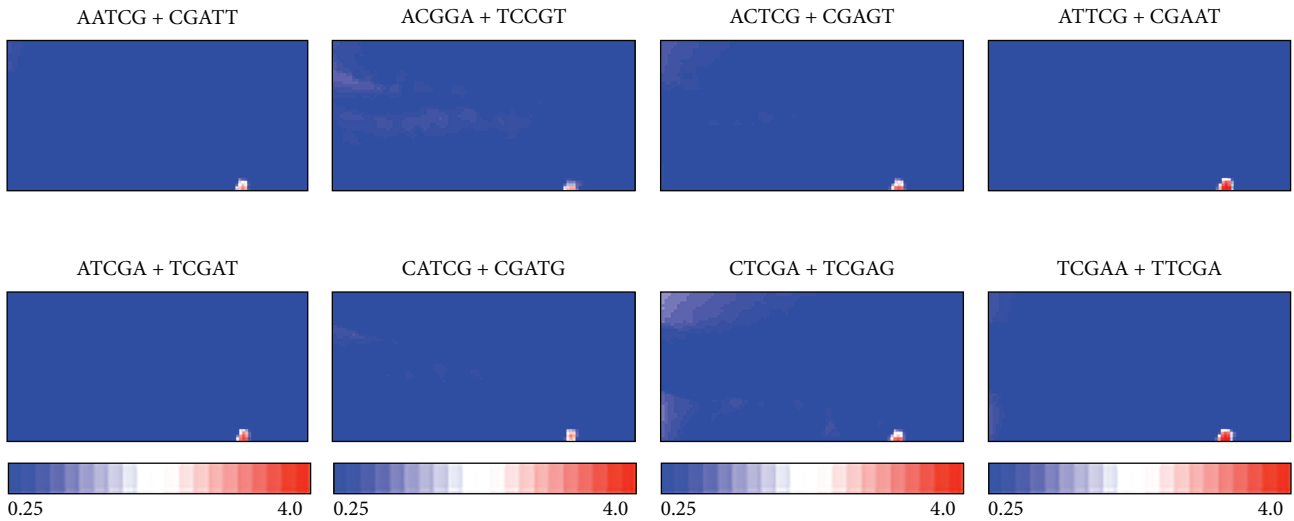 AATCG + CGATT ACGGA + TCCGT ACTCG + CGAGT ATTCG + CGAAT
ATCGA + TCGAT CATCG + CGATG CTCGA + TCGAG TCGAA + TTCGA
0.25 4.0 0.25 4.0 0.25 4.0 0.25 4.0